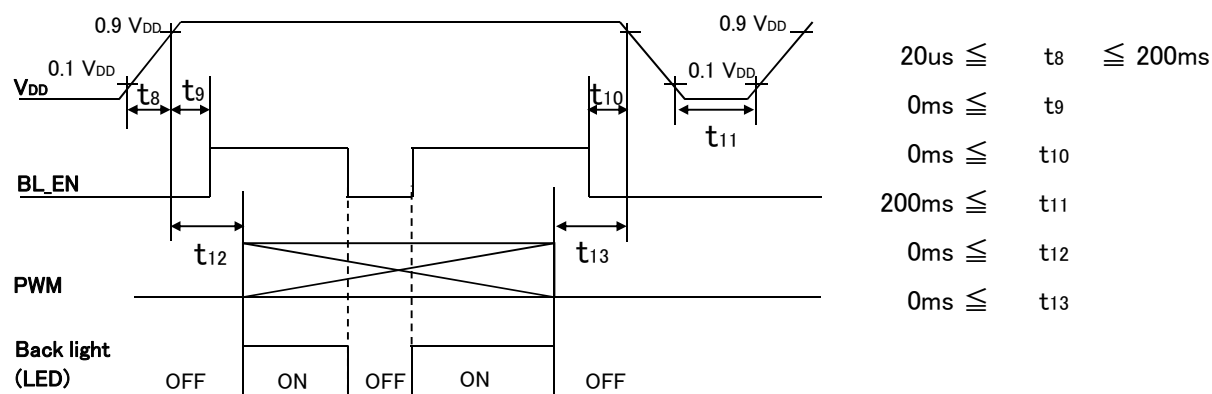 0.9 VDD
0.9 VDD
0.1 VDD
0.1 VDD
VDD
t8
t9
t10
t11
BL_EN
t12
t13
PWM
Back light
(LED)
OFF
ON
OFF
ON
OFF
20us ≦ t8 ≦ 200ms
0ms ≦ t9
0ms ≦ t10
200ms ≦ t11
0ms ≦ t12
0ms ≦ t13